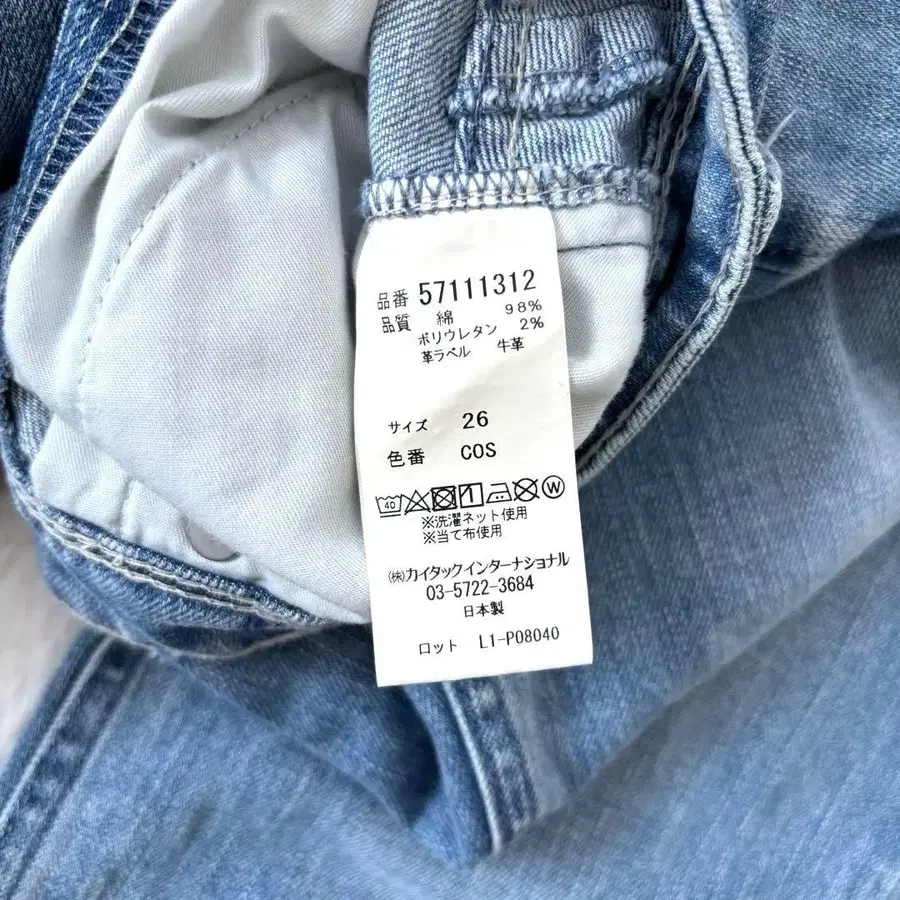 品番 57111312
品質 綿 98%
ポリウレタン 2%
革ラベル 牛革
サイズ 26
色番 COS
40 1 W
※洗濯ネット使用
※当て布使用
㈱カイタックインターナショナル
03-5722-3684
日本製
ロット L1-P08040